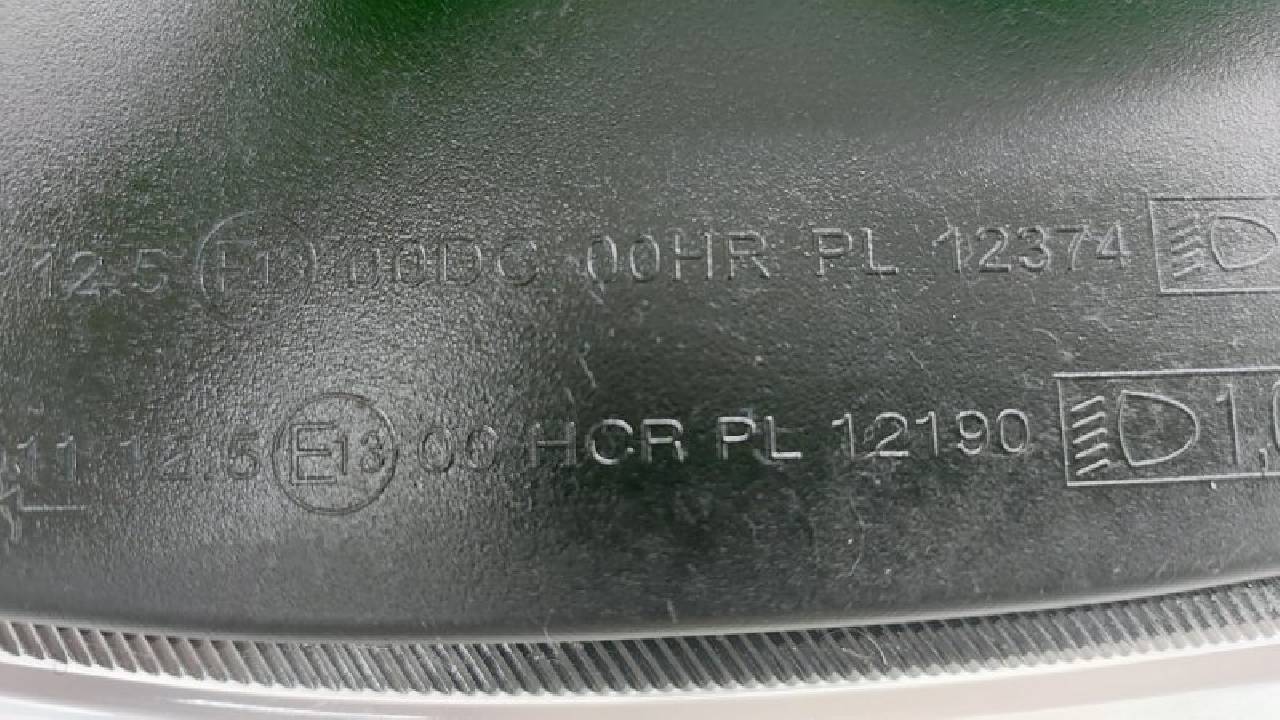 12.5 E1 00DC 00HR PL 12374
11 12.5 E13 00 HCR PL 12190 1,0